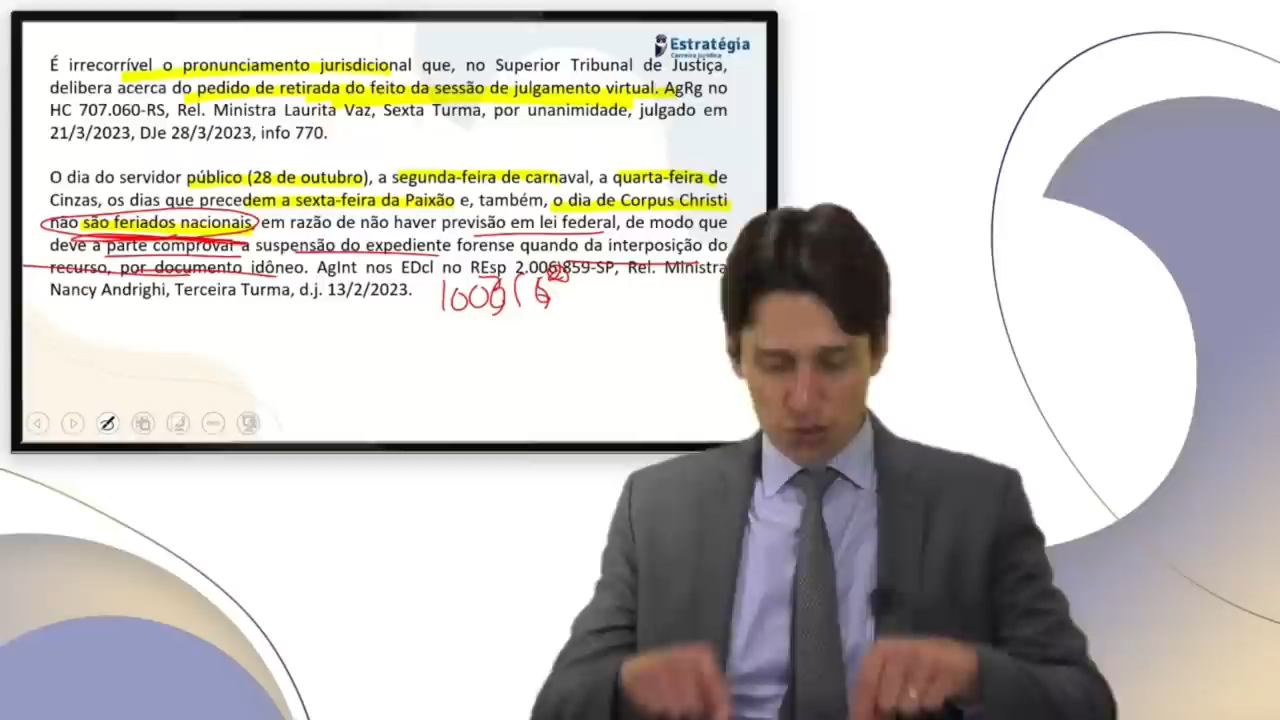 Estratégia
Carreira Jurídica
É irrecorrível o pronunciamento jurisdicional que, no Superior Tribunal de Justiça,
delibera acerca do pedido de retirada do feito da sessão de julgamento virtual. AgRg no
HC 707.060-RS, Rel. Ministra Laurita Vaz, Sexta Turma, por unanimidade, julgado em
21/3/2023, DJe 28/3/2023, info 770.
O dia do servidor público (28 de outubro), a segunda-feira de carnaval, a quarta-feira de
Cinzas, os dias que precedem a sexta-feira da Paixão e, também, o dia de Corpus Christi
não são feriados nacionais, em razão de não haver previsão em lei federal, de modo que
deve a parte comprovar a suspensão do expediente forense quando da interposição do
recurso, por documento idôneo. AgInt nos EDcl no REsp 2.006.859-SP, Rel. Ministra
Nancy Andrighi, Terceira Turma, d.j. 13/2/2023.